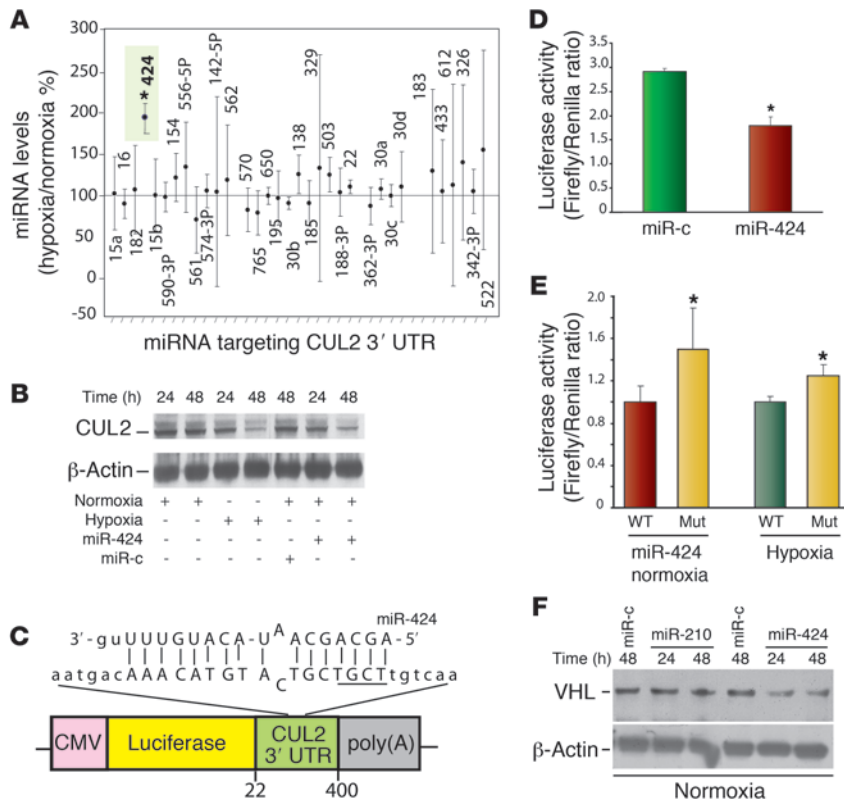 A
miRNA levels
(hypoxia/normoxia %)
300
250
200
150
100
50
0
-50
* 424
15a
16
182
15b
590-3P
154
556-5P
561
574-3P
142-5P
562
570
765
650
195
30b
138
185
329
503
188-3P
22
362-3P
30a
30c
30d
183
433
612
326
342-3P
522
miRNA targeting CUL2 3′ UTR
B
Time (h) 24 48 24 48 48 24 48
CUL2
β-Actin
Normoxia + + - - + + +
Hypoxia - - + + - - -
miR-424 - - - - - + +
miR-c - - - - + - -
C
miR-424
3′ - guUUUGUACA-UAACGACGA- 5′
aatgacAAACAUGUACTGCTGCTtgtcaa
CMV
Luciferase
CUL2
3′ UTR
poly(A)
22
400
D
Luciferase activity
(Firefly/Renilla ratio)
3.5
3.0
2.5
2.0
1.5
1.0
0.5
0
*
miR-c
miR-424
E
Luciferase activity
(Firefly/Renilla ratio)
2.0
1.6
1.2
0.8
0.4
0
*
*
WT Mut WT Mut
miR-424
normoxia
Hypoxia
F
miR-c
miR-210
miR-c
miR-424
Time (h) 48 24 48 48 24 48
VHL
β-Actin
Normoxia